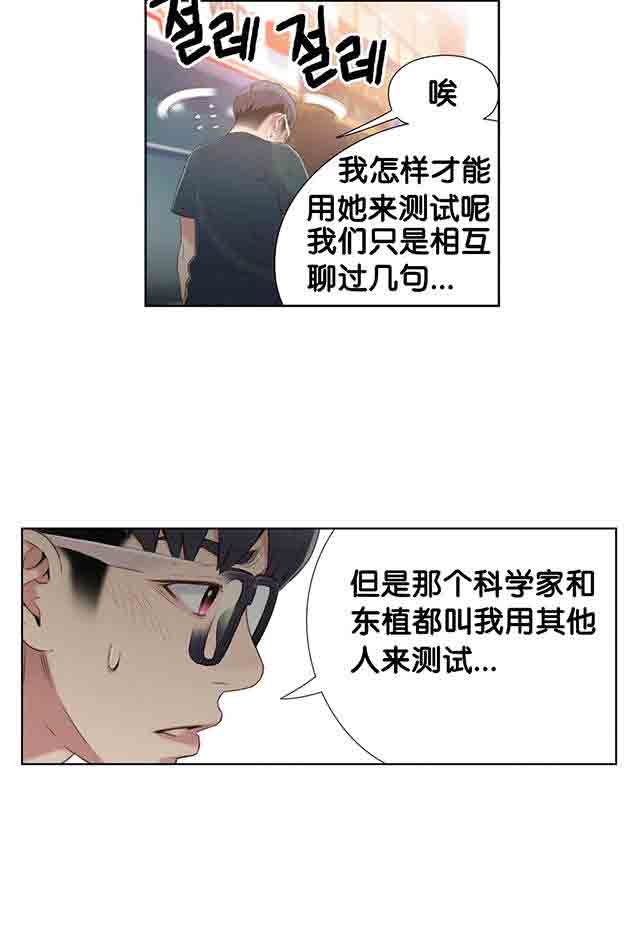 절레 절레
唉
我怎样才能
用她来测试呢
我们只是相互
聊过几句...
但是那个科学家和
东植都叫我用其他
人来测试...